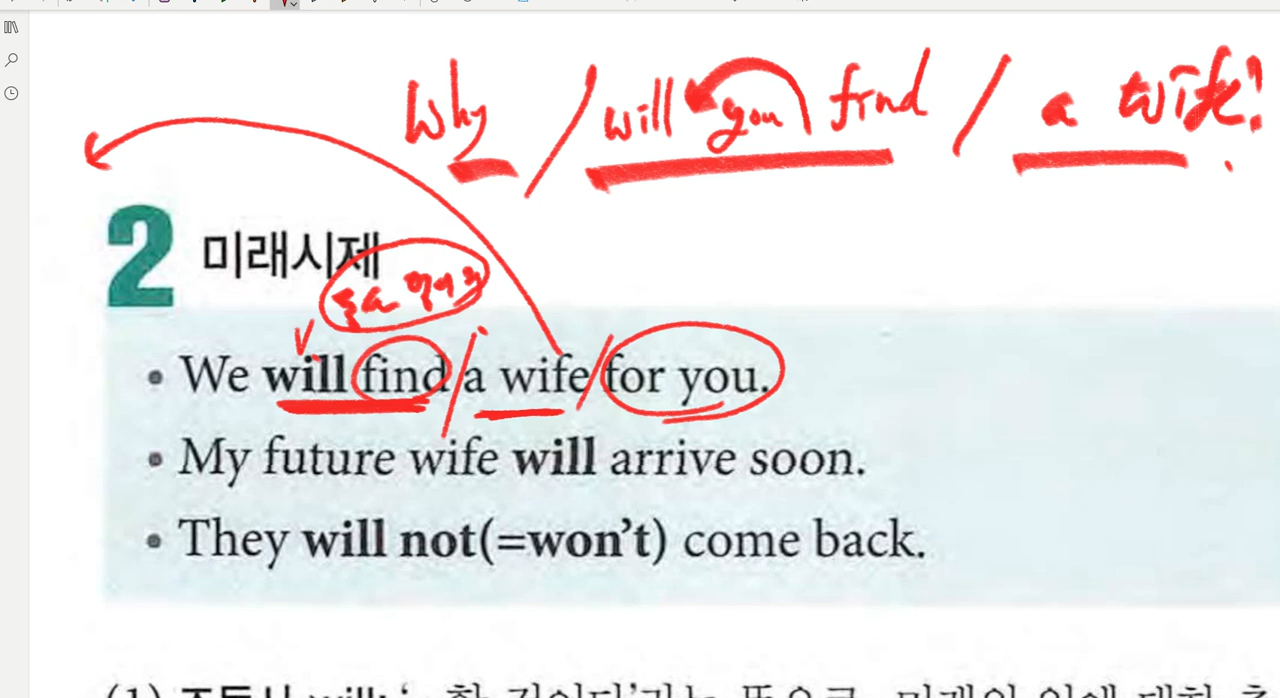 Why / will you find / a wife?
2 미래시제
• We will find / a wife / for you.
• My future wife will arrive soon.
• They will not(=won't) come back.